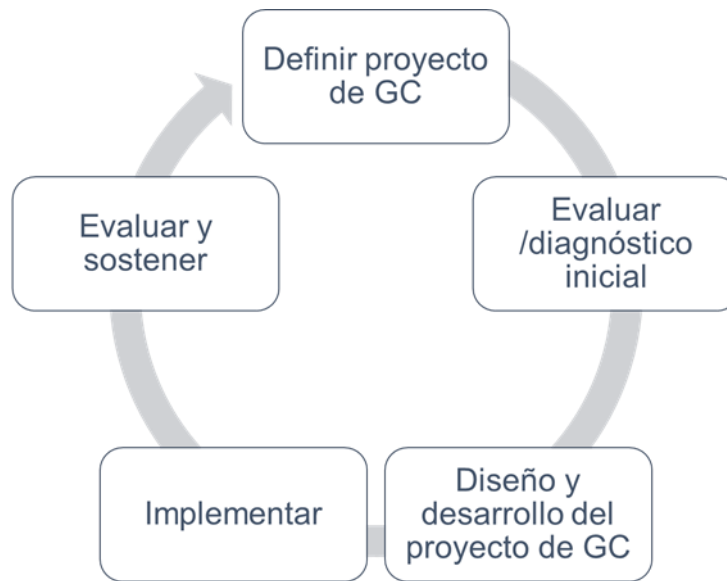 Definir proyecto
de GC
Evaluar
/diagnóstico
inicial
Diseño y
desarrollo del
proyecto de GC
Implementar
Evaluar y
sostener